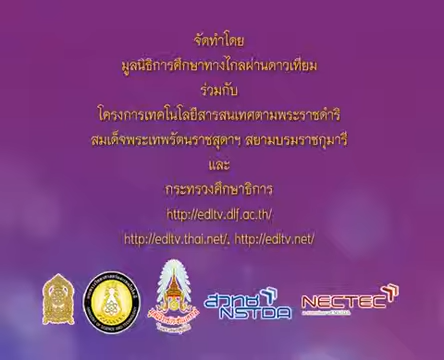 จัดทำโดย
มูลนิธิการศึกษาทางไกลผ่านดาวเทียม
ร่วมกับ
โครงการเทคโนโลยีสารสนเทศตามพระราชดำริ
สมเด็จพระเทพรัตนราชสุดาฯ สยามบรมราชกุมารี
และ
กระทรวงศึกษาธิการ
http://edltv.dlf.ac.th/
http://edltv.thai.net/, http://edltv.net/
สวทช NECTEC
NSTDA